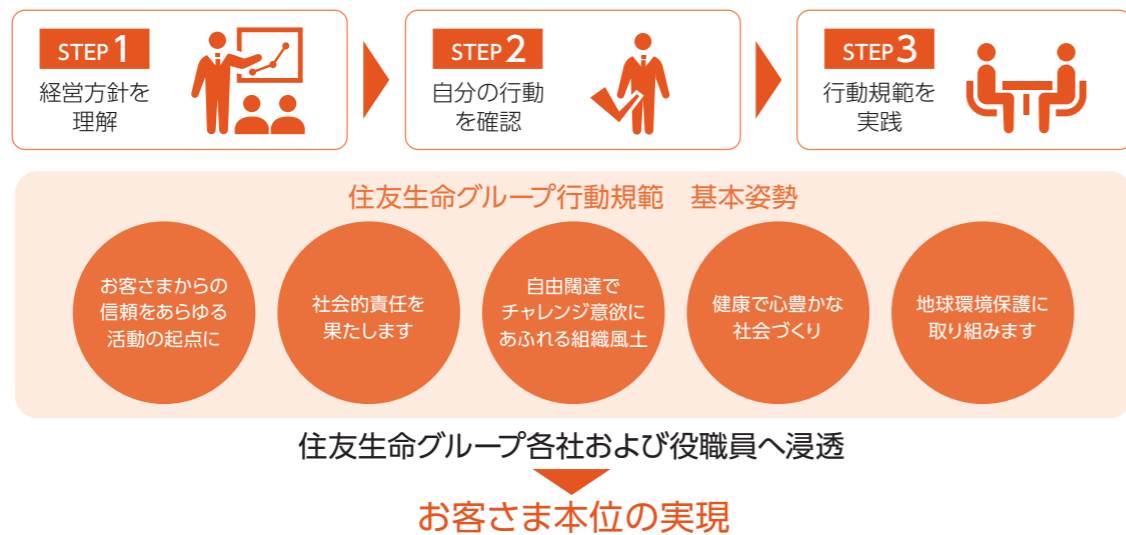 STEP 1
経営方針を
理解
STEP 2
自分の行動
を確認
STEP 3
行動規範を
実践
住友生命グループ行動規範　基本姿勢
お客さまからの
信頼をあらゆる
活動の起点に
社会的責任を
果たします
自由闊達で
チャレンジ意欲に
あふれる組織風土
健康で心豊かな
社会づくり
地球環境保護に
取り組みます
住友生命グループ各社および役職員へ浸透
お客さま本位の実現